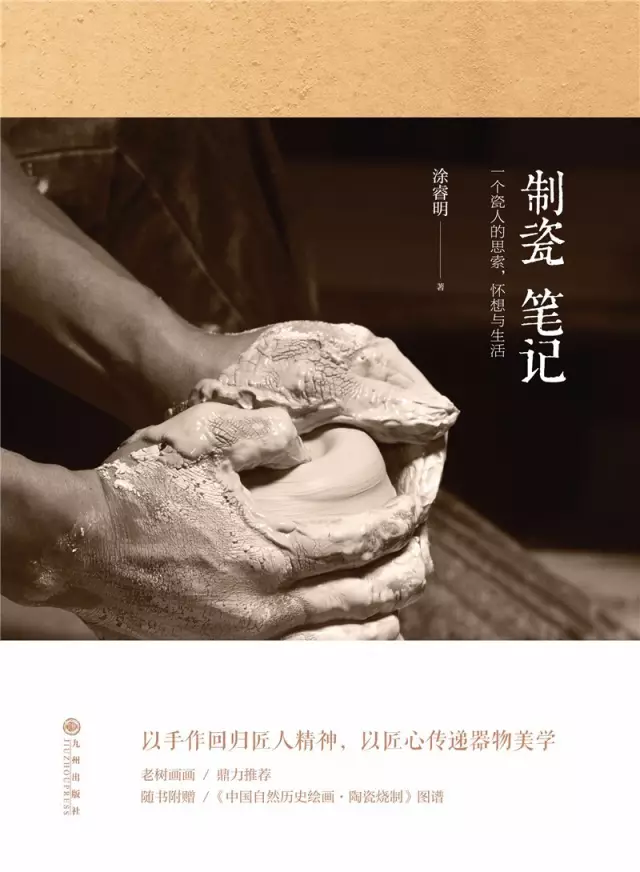 制瓷 笔记
一个瓷人的思索，怀想与生活
涂睿明
著
以手作回归匠人精神，以匠心传递器物美学
老树画画 / 鼎力推荐
随书附赠 /《中国自然历史绘画·陶瓷烧制》图谱
九州出版社
JIUZHOUPRESS